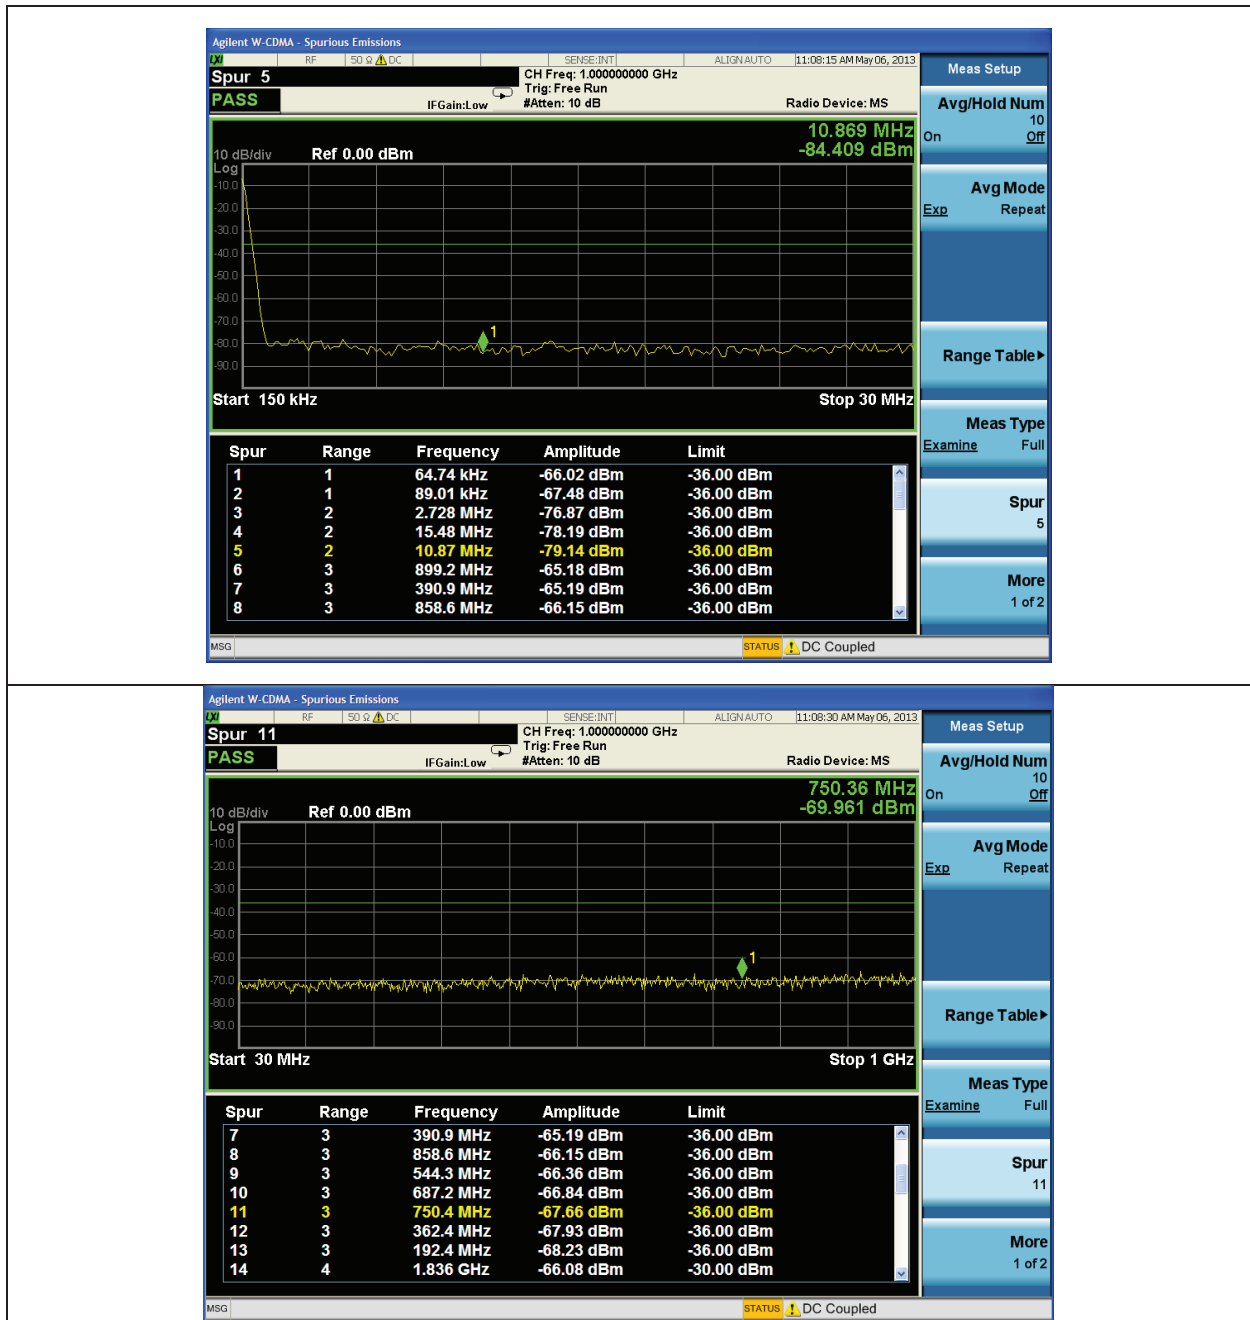 Agilent W-CDMA - Spurious Emissions
LXI RF 50 Ω DC SENSE:INT ALIGN AUTO 11:08:15 AM May 06, 2013
Spur 5
CH Freq: 1.000000000 GHz
Trig: Free Run
PASS
IFGain:Low #Atten: 10 dB Radio Device: MS
10.869 MHz
-84.409 dBm
10 dB/div Ref 0.00 dBm
Log
-10.0
-20.0
-30.0
-40.0
-50.0
-60.0
-70.0
-80.0
-90.0
1
Start 150 kHz Stop 30 MHz
Spur Range Frequency Amplitude Limit
1 1 64.74 kHz -66.02 dBm -36.00 dBm
2 1 89.01 kHz -67.48 dBm -36.00 dBm
3 2 2.728 MHz -76.87 dBm -36.00 dBm
4 2 15.48 MHz -78.19 dBm -36.00 dBm
5 2 10.87 MHz -79.14 dBm -36.00 dBm
6 3 899.2 MHz -65.18 dBm -36.00 dBm
7 3 390.9 MHz -65.19 dBm -36.00 dBm
8 3 858.6 MHz -66.15 dBm -36.00 dBm
MSG STATUS DC Coupled
Meas Setup
Avg/Hold Num
10
On Off
Avg Mode
Exp Repeat
Range Table
Meas Type
Examine Full
Spur
5
More
1 of 2
Agilent W-CDMA - Spurious Emissions
LXI RF 50 Ω DC SENSE:INT ALIGN AUTO 11:08:30 AM May 06, 2013
Spur 11
CH Freq: 1.000000000 GHz
Trig: Free Run
PASS
IFGain:Low #Atten: 10 dB Radio Device: MS
750.36 MHz
-69.961 dBm
10 dB/div Ref 0.00 dBm
Log
-10.0
-20.0
-30.0
-40.0
-50.0
-60.0
-70.0
-80.0
-90.0
1
Start 30 MHz Stop 1 GHz
Spur Range Frequency Amplitude Limit
7 3 390.9 MHz -65.19 dBm -36.00 dBm
8 3 858.6 MHz -66.15 dBm -36.00 dBm
9 3 544.3 MHz -66.36 dBm -36.00 dBm
10 3 687.2 MHz -66.84 dBm -36.00 dBm
11 3 750.4 MHz -67.66 dBm -36.00 dBm
12 3 362.4 MHz -67.93 dBm -36.00 dBm
13 3 192.4 MHz -68.23 dBm -36.00 dBm
14 4 1.836 GHz -66.08 dBm -30.00 dBm
MSG STATUS DC Coupled
Meas Setup
Avg/Hold Num
10
On Off
Avg Mode
Exp Repeat
Range Table
Meas Type
Examine Full
Spur
11
More
1 of 2